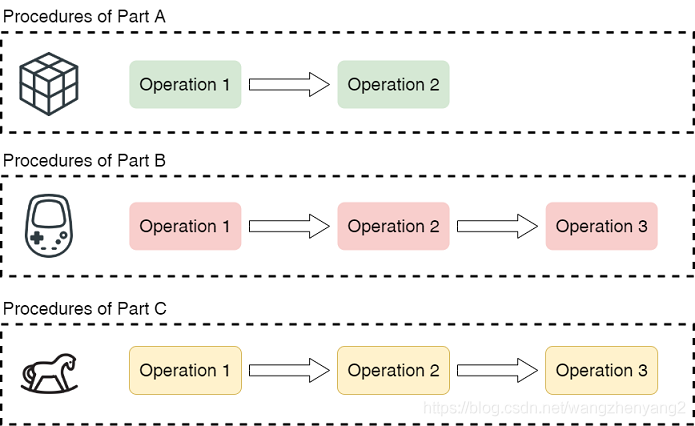 Procedures of Part A
Operation 1
Operation 2
Procedures of Part B
Operation 1
Operation 2
Operation 3
Procedures of Part C
Operation 1
Operation 2
Operation 3
https://blog.csdn.net/wangzhenyang2